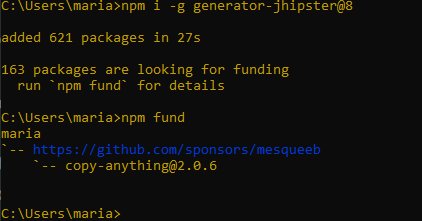 C:\Users\maria>npm i -g generator-jhipster@8
added 621 packages in 27s
163 packages are looking for funding
  run `npm fund` for details
C:\Users\maria>npm fund
maria
`-- https://github.com/sponsors/mesqueeb
    `-- copy-anything@2.0.6
C:\Users\maria>